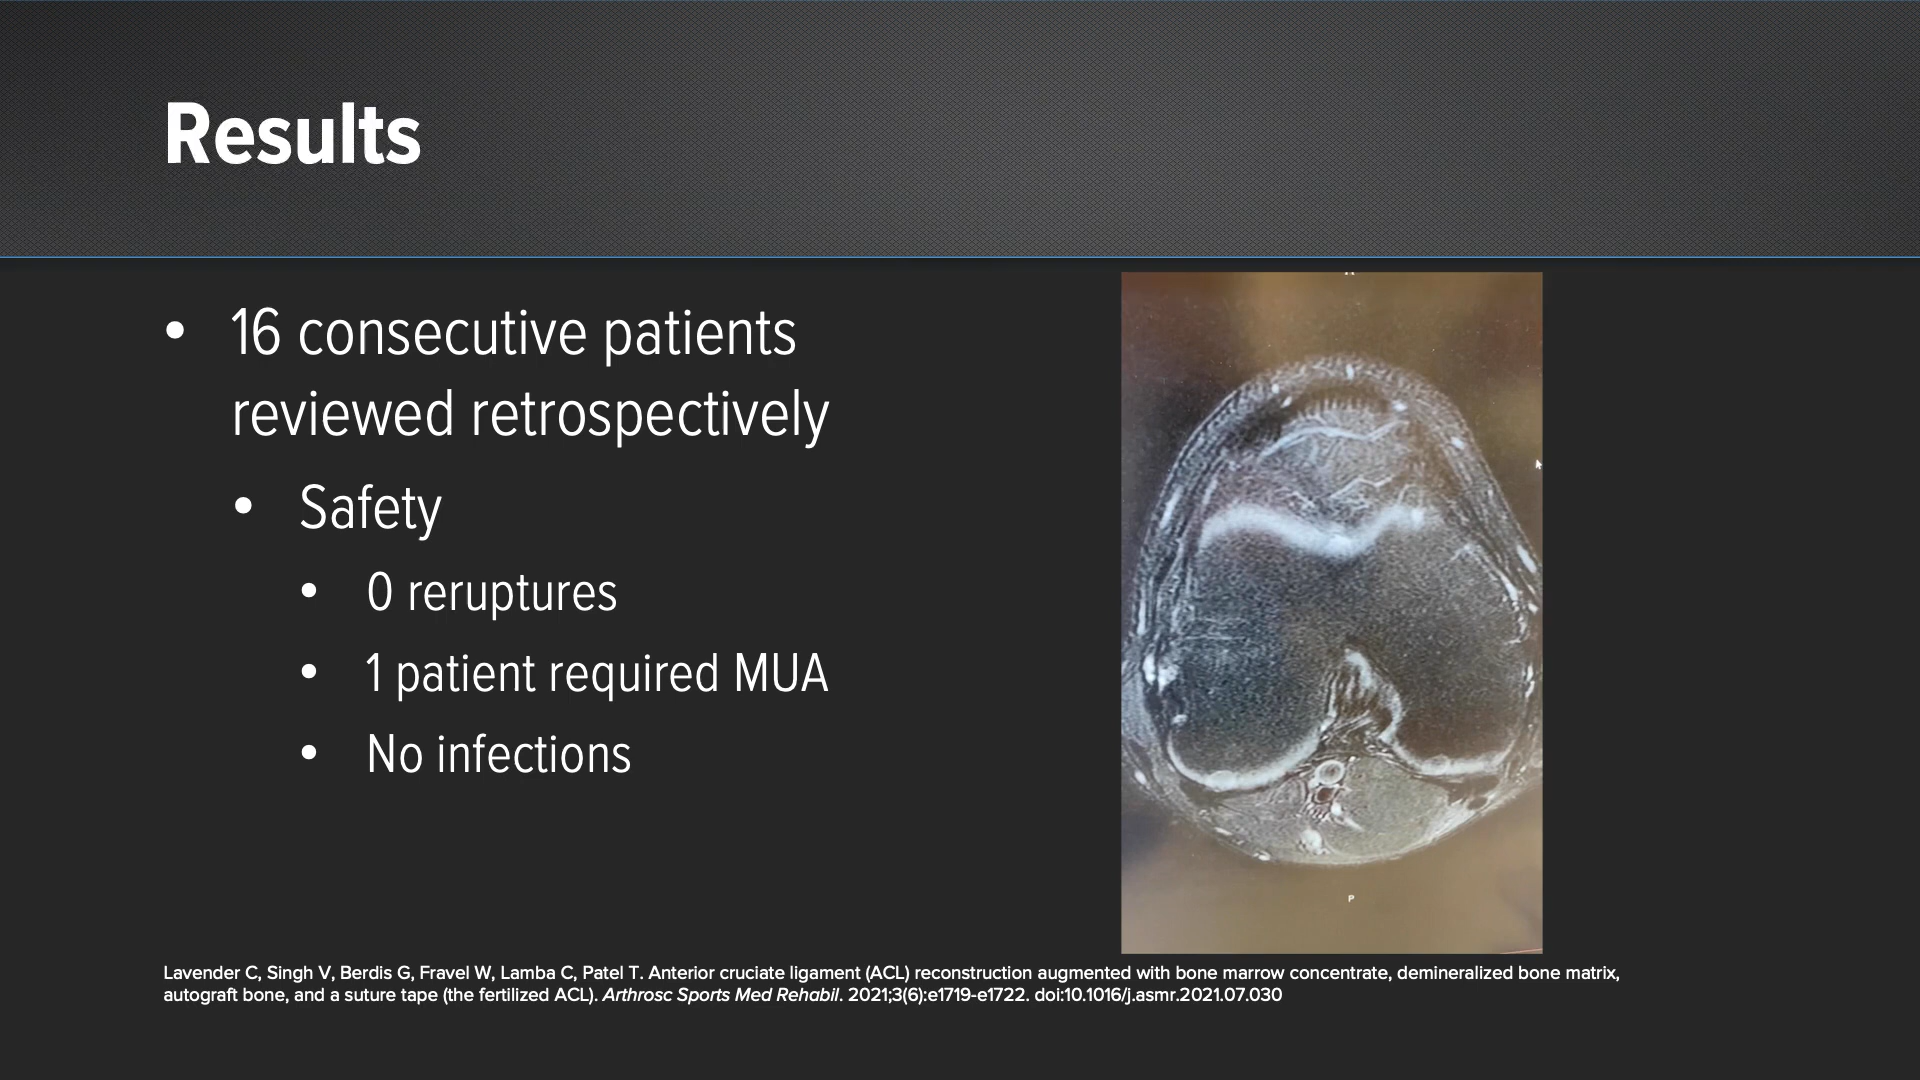 Results
• 16 consecutive patients
reviewed retrospectively
• Safety
• 0 reruptures
• 1 patient required MUA
• No infections
P
Lavender C, Singh V, Berdis G, Fravel W, Lamba C, Patel T. Anterior cruciate ligament (ACL) reconstruction augmented with bone marrow concentrate, demineralized bone matrix,
autograft bone, and a suture tape (the fertilized ACL). Arthrosc Sports Med Rehabil. 2021;3(6):e1719-e1722. doi:10.1016/j.asmr.2021.07.030